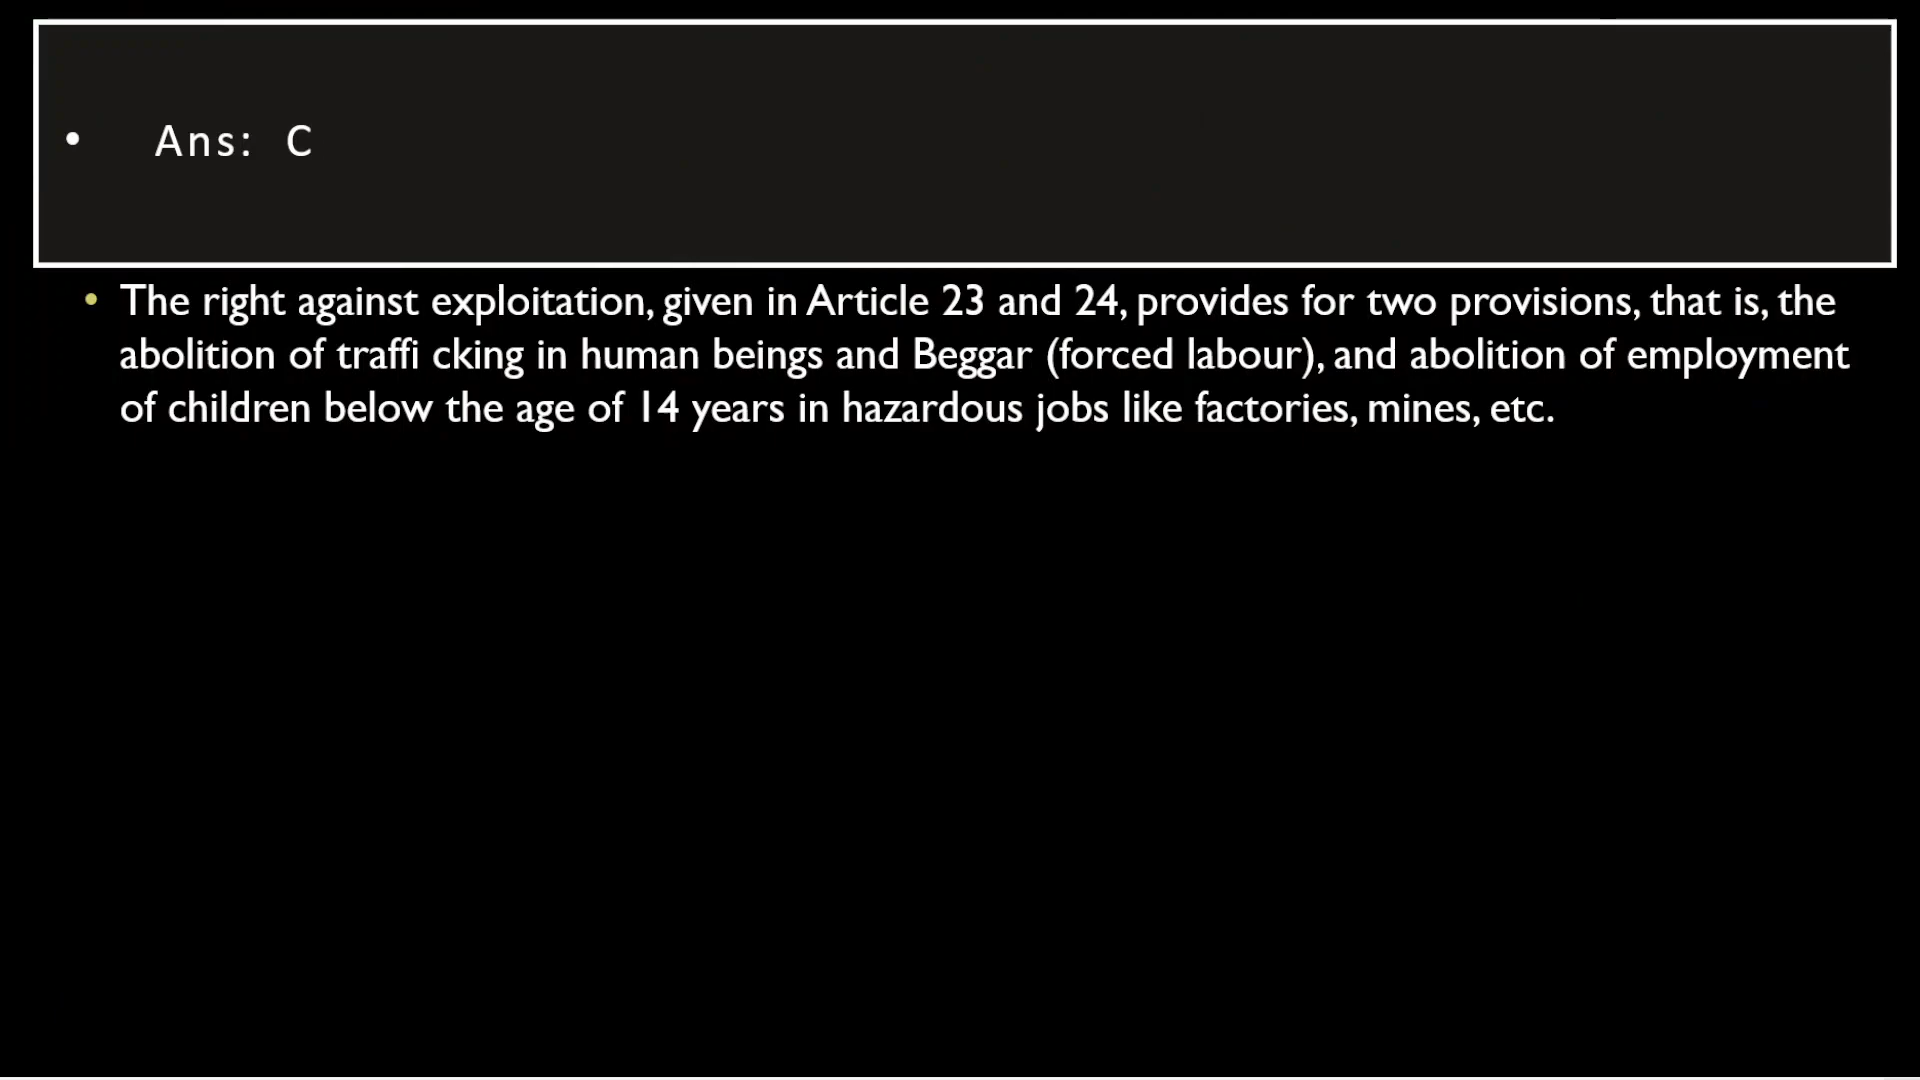 • Ans: C
• The right against exploitation, given in Article 23 and 24, provides for two provisions, that is, the
abolition of traffi cking in human beings and Beggar (forced labour), and abolition of employment
of children below the age of 14 years in hazardous jobs like factories, mines, etc.